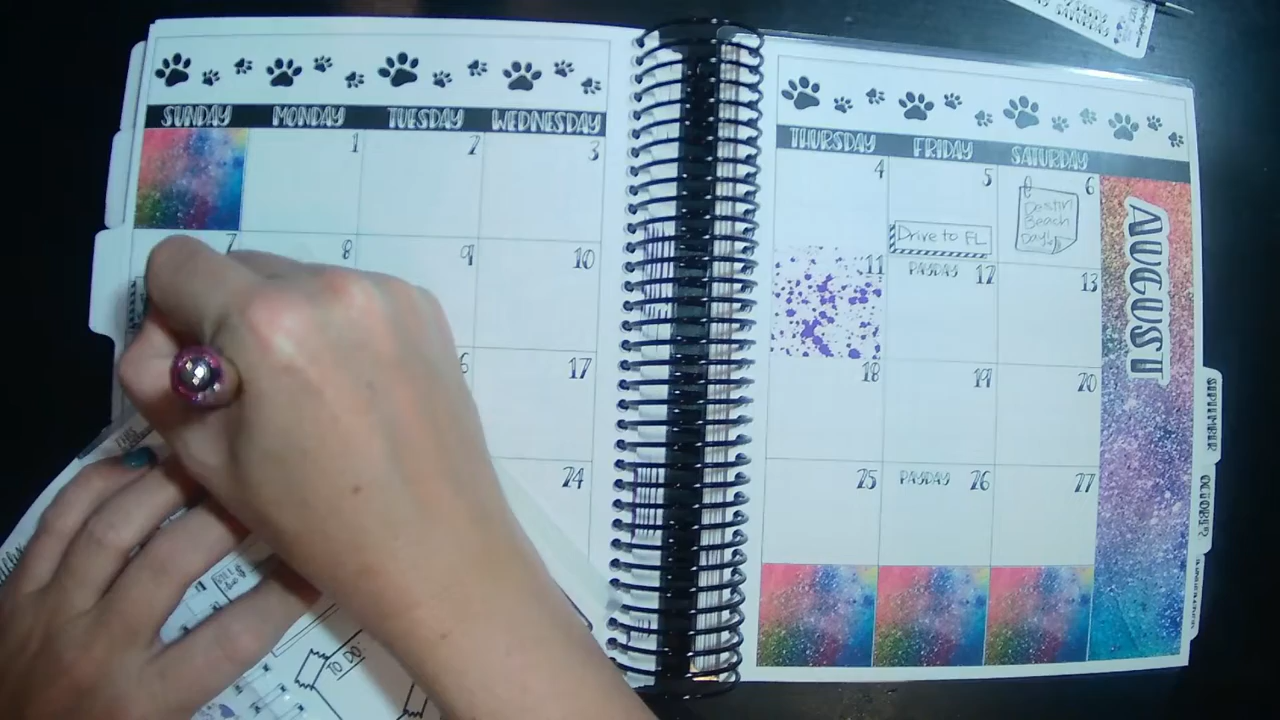 SUNDAY MONDAY TUESDAY WEDNESDAY
THURSDAY FRIDAY SATURDAY
1 2 3
4 5 6
Drive to FL
Destin
Beach
Days
7 8 9 10
11 PAYDAY 12 13
17
18 19 20
24
25 PAYDAY 26 27
AUGUST
SEPTEMBER
OCTOBER
TO DO